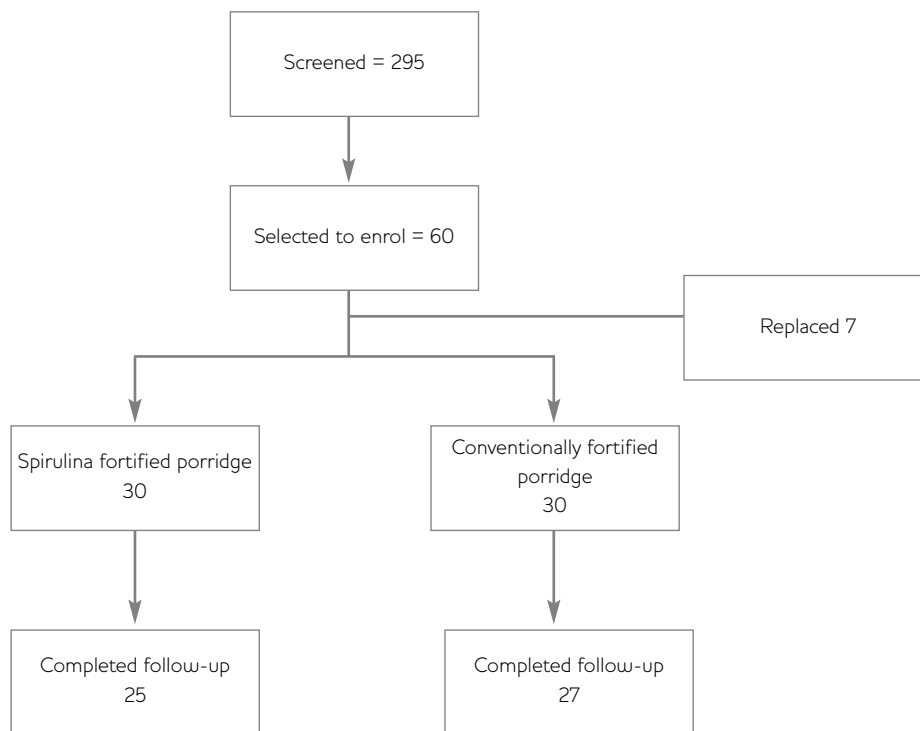 Screened = 295
Selected to enrol = 60
Replaced 7
Spirulina fortified porridge
30
Conventionally fortified
porridge
30
Completed follow-up
25
Completed follow-up
27